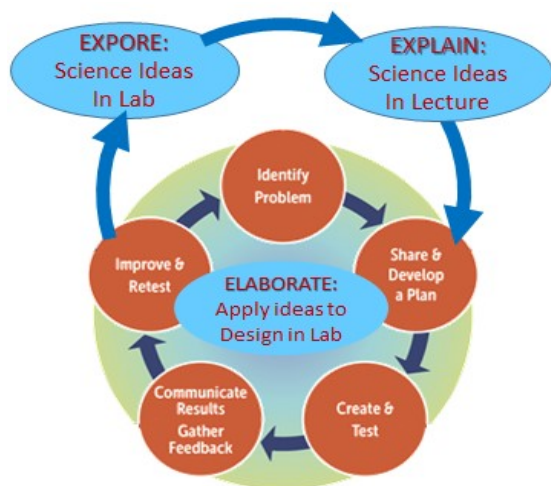 EXPORE:
Science Ideas
In Lab
EXPLAIN:
Science Ideas
In Lecture
Identify
Problem
Share &
Develop
a Plan
Create &
Test
Communicate
Results
Gather
Feedback
Improve &
Retest
ELABORATE:
Apply ideas to
Design in Lab